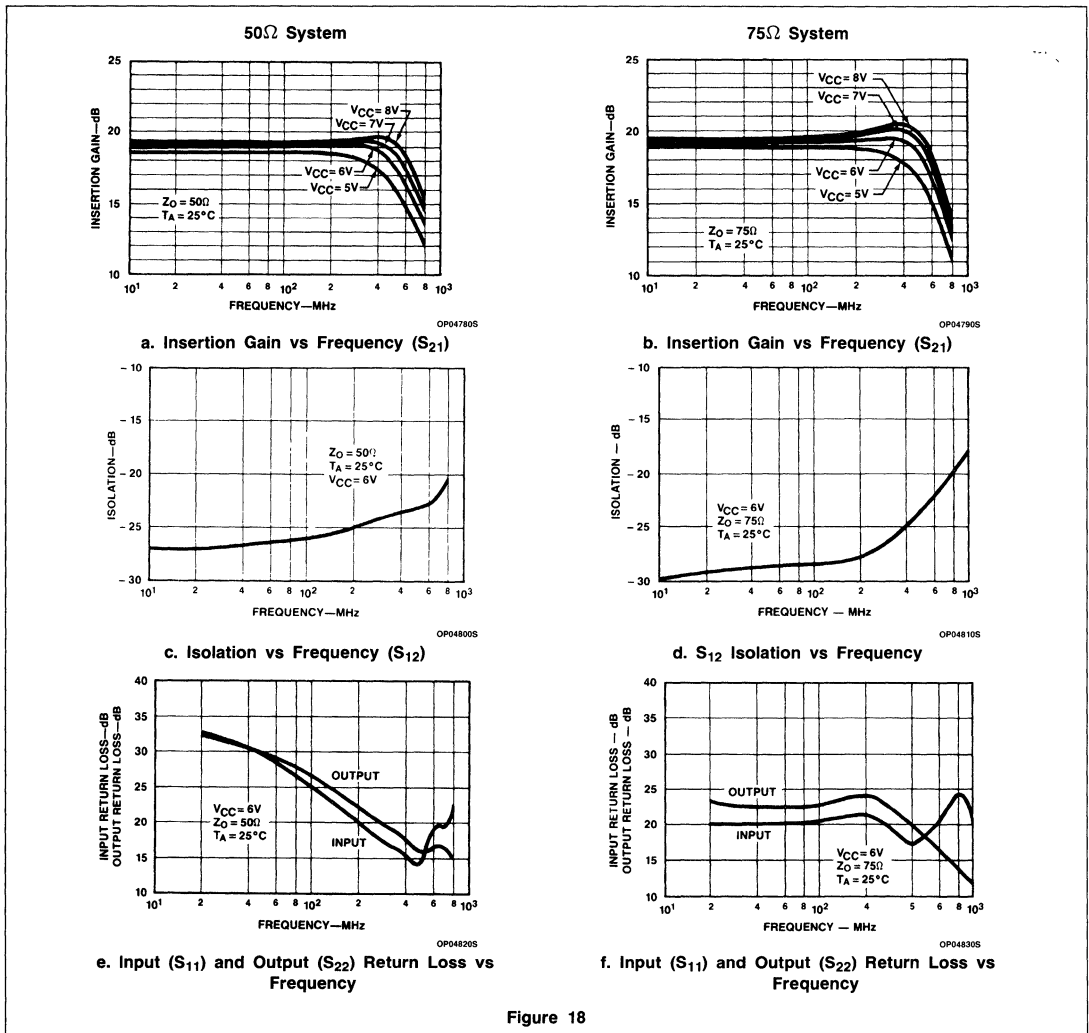 50Ω System
INSERTION GAIN—dB
25
20
15
10
VCC = 8V
VCC = 7V
VCC = 6V
VCC = 5V
ZO = 50Ω
TA = 25°C
10¹ 2 4 6 8 10² 2 4 6 8 10³
FREQUENCY—MHz
OP04780S
a. Insertion Gain vs Frequency (S21)
75Ω System
INSERTION GAIN—dB
25
20
15
10
VCC = 8V
VCC = 7V
VCC = 6V
VCC = 5V
ZO = 75Ω
TA = 25°C
10¹ 2 4 6 8 10² 2 4 6 8 10³
FREQUENCY—MHz
OP04790S
b. Insertion Gain vs Frequency (S21)
ISOLATION—dB
-10
-15
-20
-25
-30
ZO = 50Ω
TA = 25°C
VCC = 6V
10¹ 2 4 6 8 10² 2 4 6 8 10³
FREQUENCY—MHz
OP04800S
c. Isolation vs Frequency (S12)
ISOLATION — dB
-10
-15
-20
-25
-30
VCC = 6V
ZO = 75Ω
TA = 25°C
10¹ 2 4 6 8 10² 2 4 6 8 10³
FREQUENCY — MHz
OP04810S
d. S12 Isolation vs Frequency
INPUT RETURN LOSS—dB
OUTPUT RETURN LOSS—dB
40
35
30
25
20
15
10
OUTPUT
INPUT
VCC = 6V
ZO = 50Ω
TA = 25°C
10¹ 2 4 6 8 10² 2 4 6 8 10³
FREQUENCY—MHz
OP04820S
e. Input (S11) and Output (S22) Return Loss vs
Frequency
INPUT RETURN LOSS — dB
OUTPUT RETURN LOSS — dB
40
35
30
25
20
15
10
OUTPUT
INPUT
VCC = 6V
ZO = 75Ω
TA = 25°C
10¹ 2 4 6 8 10² 4 5 6 8 10³
FREQUENCY — MHz
OP04830S
f. Input (S11) and Output (S22) Return Loss vs
Frequency
Figure 18